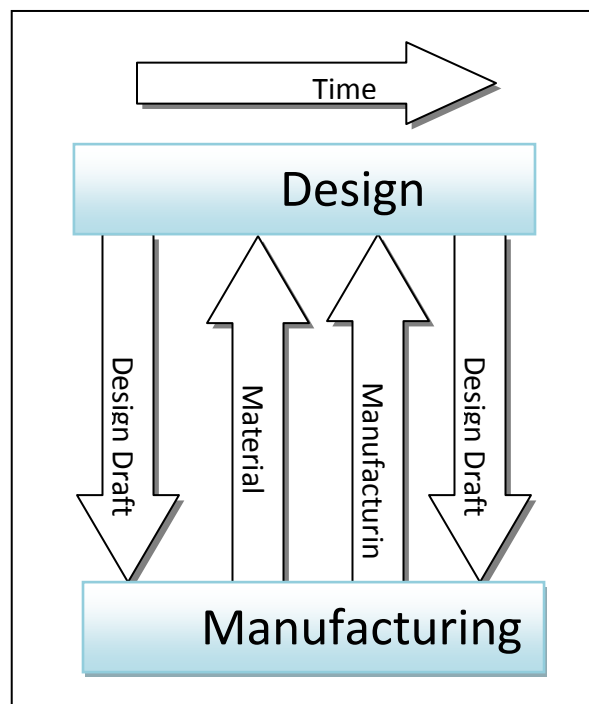 Time
Design
Design Draft
Material
Manufacturin
Design Draft
Manufacturing